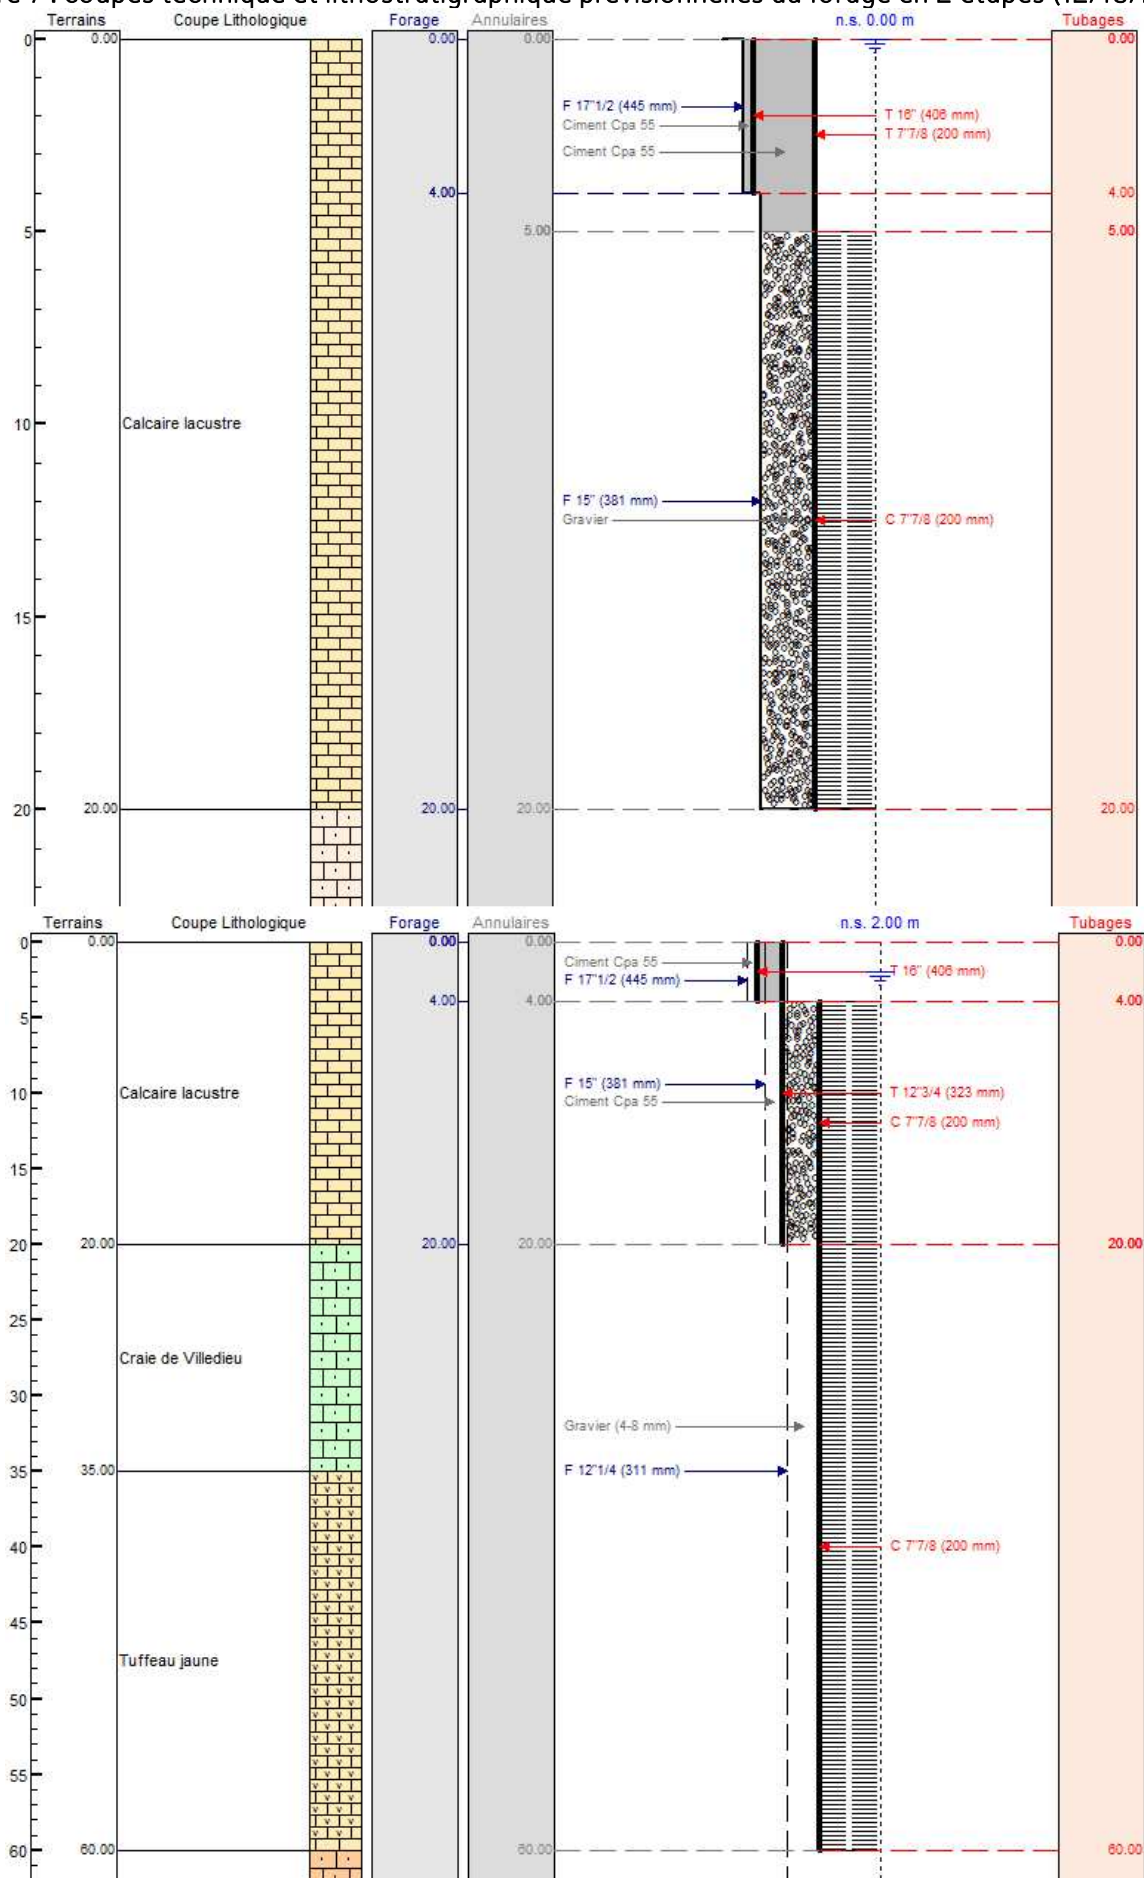 Terrains Coupe Lithologique Forage Annulaires n.s. 0.00 m Tubages
0 0.00 0.00 0.00 0.00
F 17"1/2 (445 mm) T 16" (406 mm)
Ciment Cpa 55 T 7"7/8 (200 mm)
Ciment Cpa 55
4.00 4.00
5 5.00 5.00
10 Calcaire lacustre
F 15" (381 mm)
Gravier C 7"7/8 (200 mm)
15
20 20.00 20.00 20.00 20.00
Terrains Coupe Lithologique Forage Annulaires n.s. 2.00 m Tubages
0 0.00 0.00 0.00 0.00
Ciment Cpa 55 T 16" (406 mm)
F 17"1/2 (445 mm)
4.00 4.00 4.00
5
F 15" (381 mm)
10 Calcaire lacustre Ciment Cpa 55 T 12"3/4 (323 mm)
C 7"7/8 (200 mm)
15
20 20.00 20.00 20.00 20.00
25
Craie de Villedieu
30
Gravier (4-8 mm)
35 35.00 F 12"1/4 (311 mm)
40 C 7"7/8 (200 mm)
45
Tuffeau jaune
50
55
60 60.00 60.00 60.00